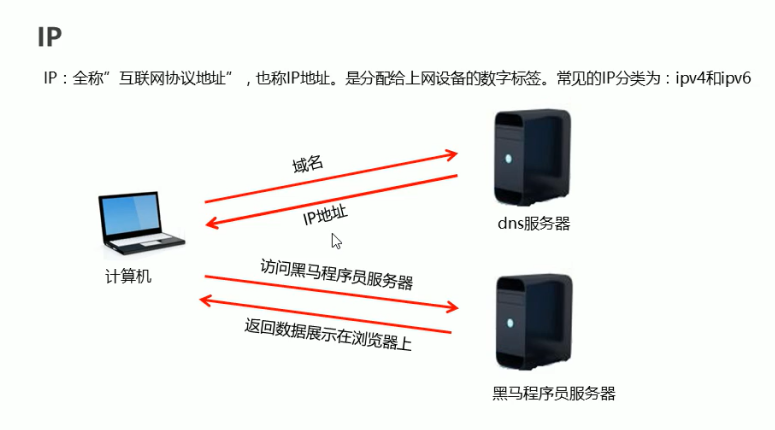 IP
IP：全称”互联网协议地址”，也称IP地址。是分配给上网设备的数字标签。常见的IP分类为：ipv4和ipv6
域名
IP地址
dns服务器
计算机
访问黑马程序员服务器
返回数据展示在浏览器上
黑马程序员服务器